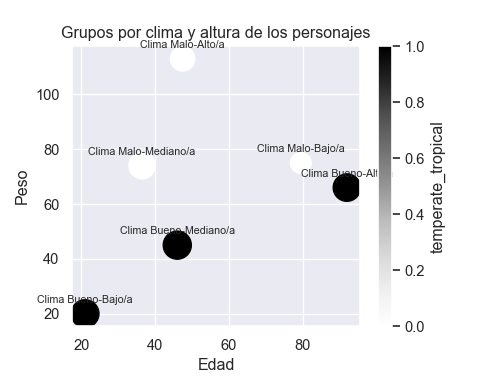 Grupos por clima y altura de los personajes
Clima Malo-Alto/a
Clima Malo-Mediano/a
Clima Malo-Bajo/a
Clima Bueno-Alt
Clima Bueno-Mediano/a
Clima Bueno-Bajo/a
100
80
60
40
20
Peso
20 40 60 80
Edad
1.0
0.8
0.6
0.4
0.2
0.0
temperate_tropical